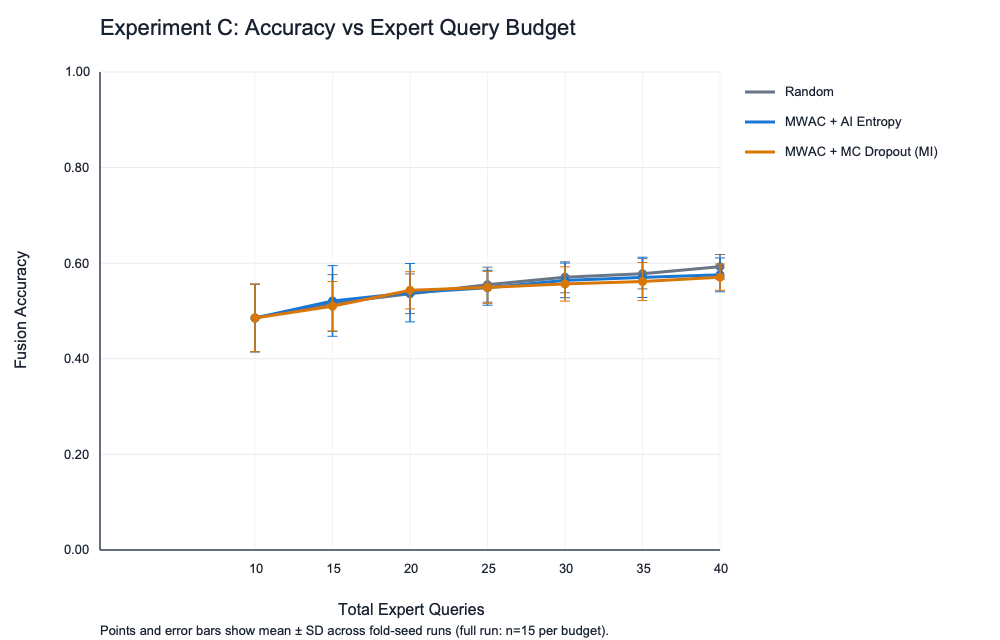 Experiment C: Accuracy vs Expert Query Budget
1.00
0.80
0.60
0.40
0.20
0.00
Fusion Accuracy
10 15 20 25 30 35 40
Total Expert Queries
Points and error bars show mean ± SD across fold-seed runs (full run: n=15 per budget).
Random
MWAC + AI Entropy
MWAC + MC Dropout (MI)